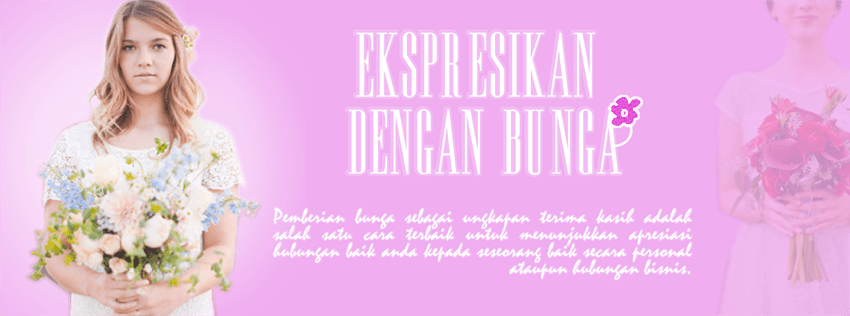 EKSPRESIKAN
DENGAN BUNGA
Pemberian bunga sebagai ungkapan terima kasih adalah
salah satu cara terbaik untuk menunjukkan apresiasi
hubungan baik anda kepada seseorang baik secara personal
ataupun hubungan bisnis.